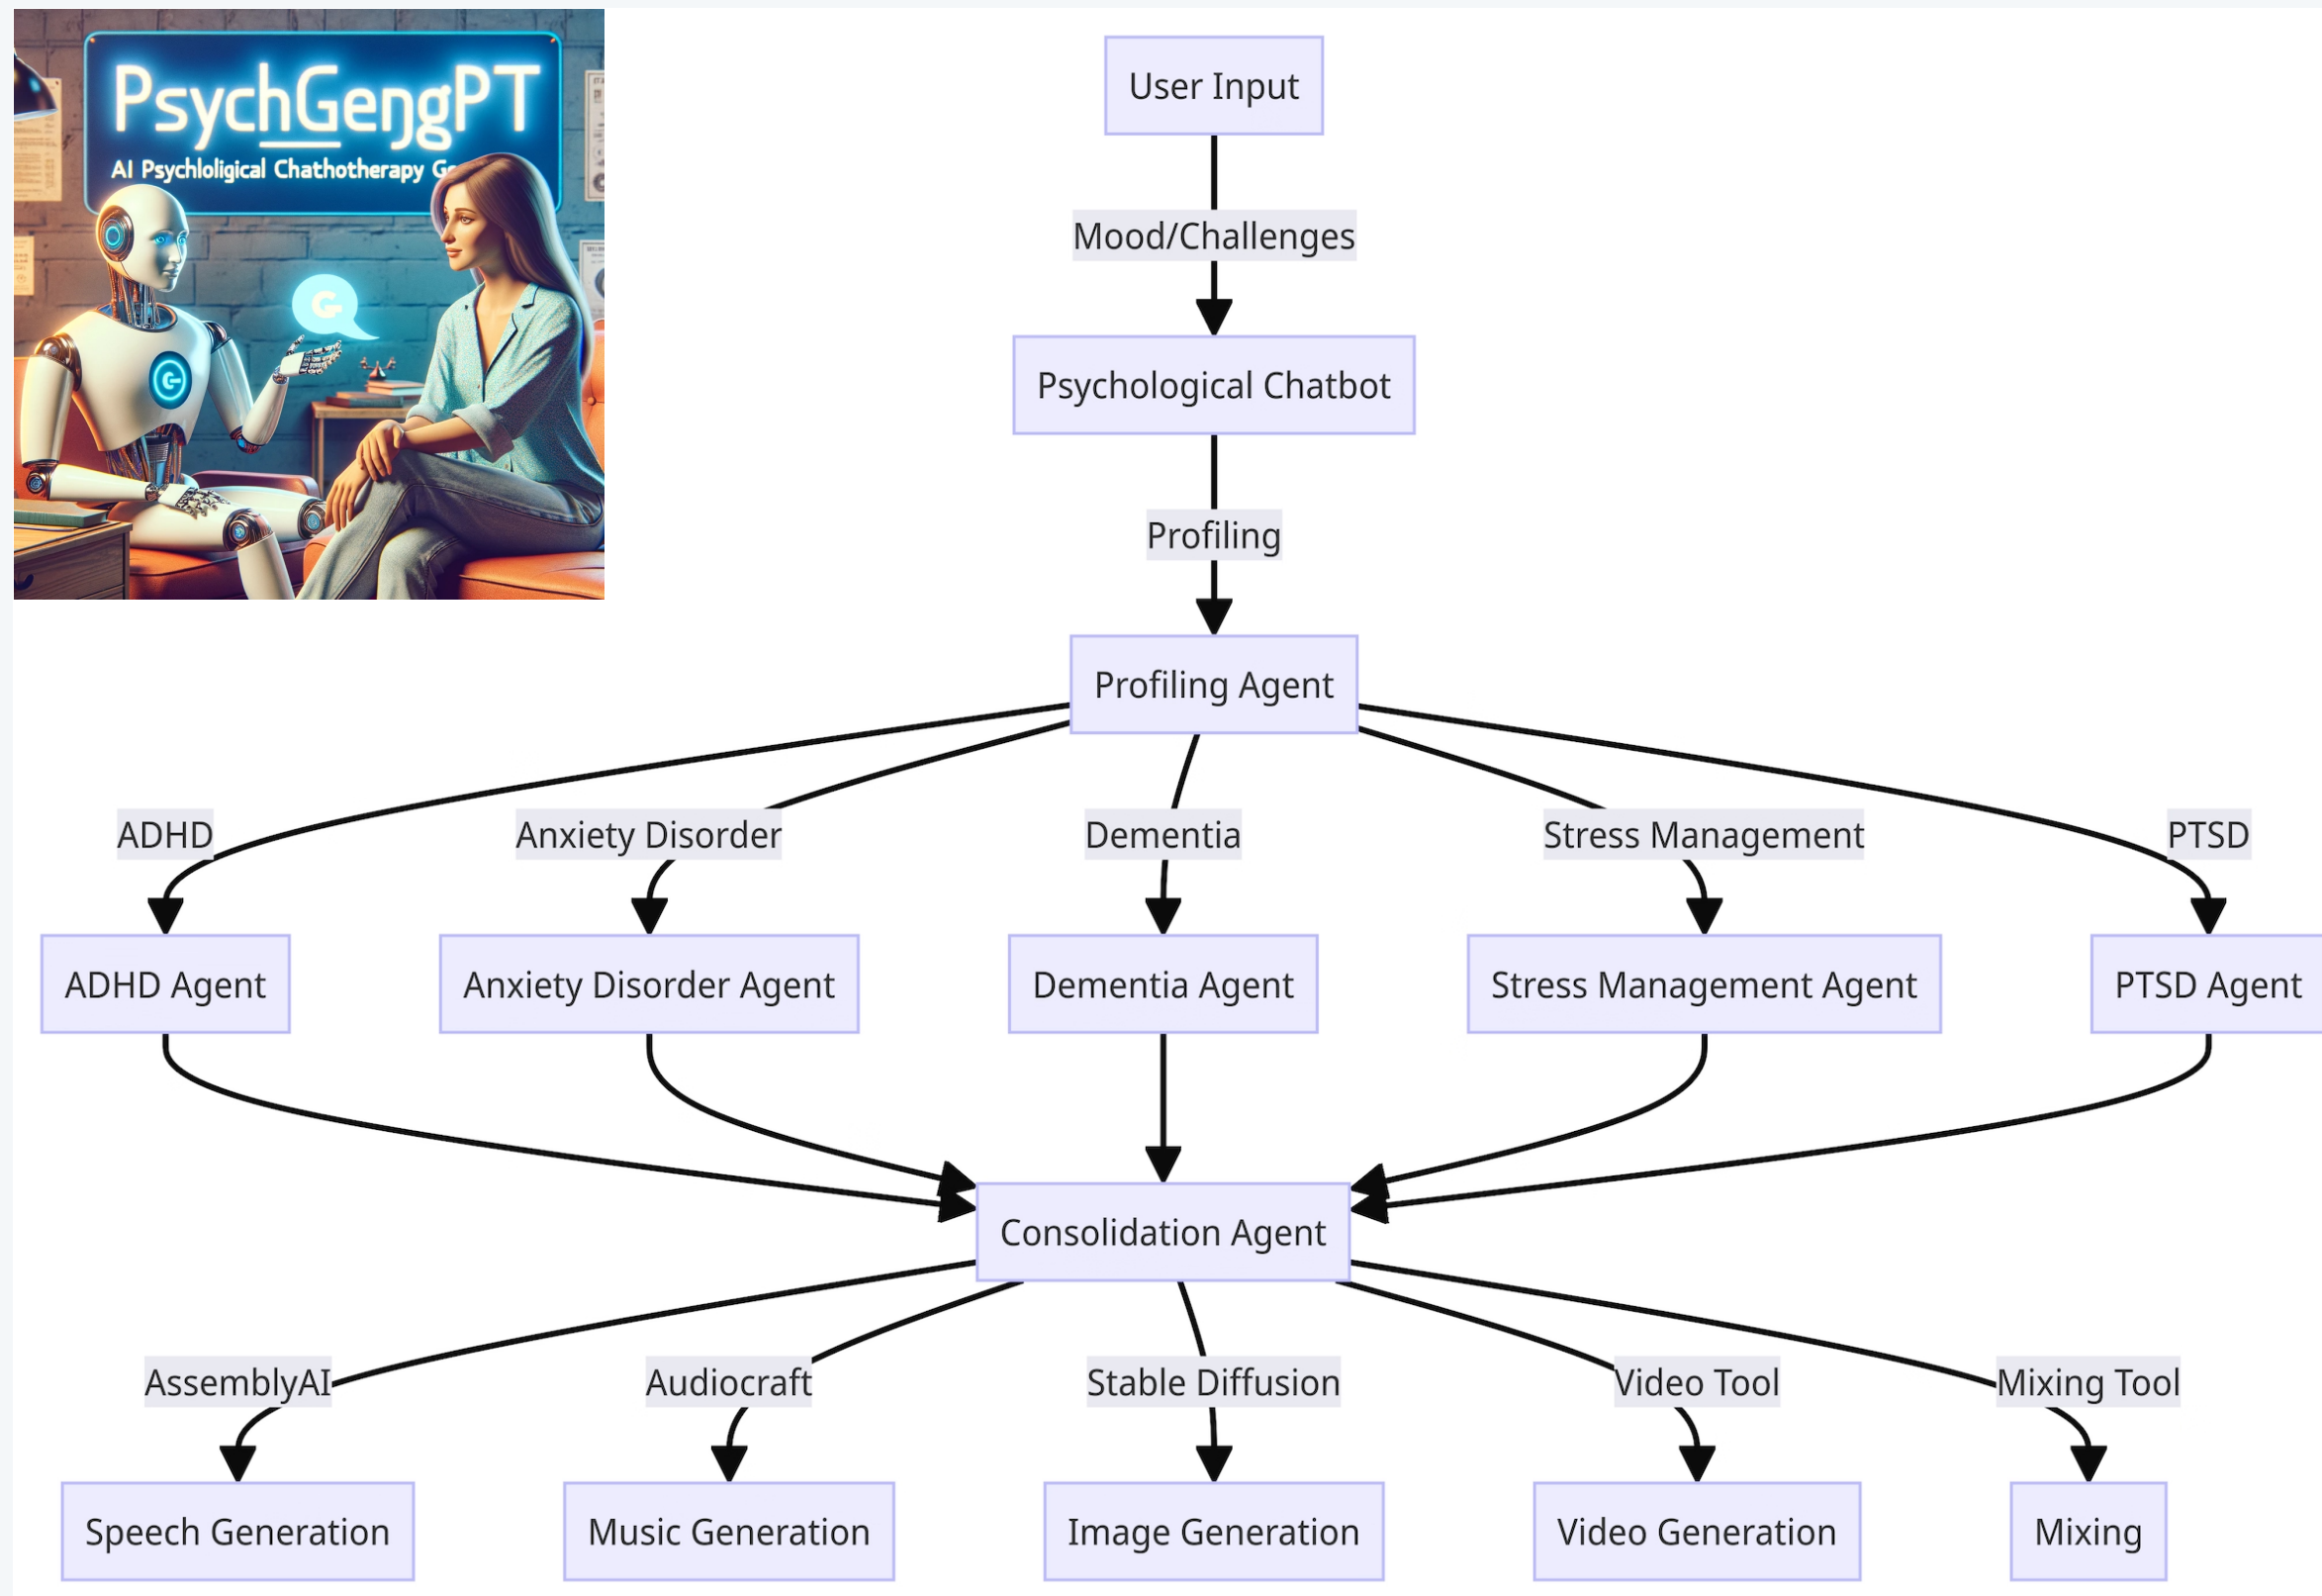 PsychGengPT
AI Psychloligical Chathotherapy
User Input
Mood/Challenges
Psychological Chatbot
Profiling
Profiling Agent
ADHD
Anxiety Disorder
Dementia
Stress Management
PTSD
ADHD Agent
Anxiety Disorder Agent
Dementia Agent
Stress Management Agent
PTSD Agent
Consolidation Agent
AssemblyAI
Audiocraft
Stable Diffusion
Video Tool
Mixing Tool
Speech Generation
Music Generation
Image Generation
Video Generation
Mixing